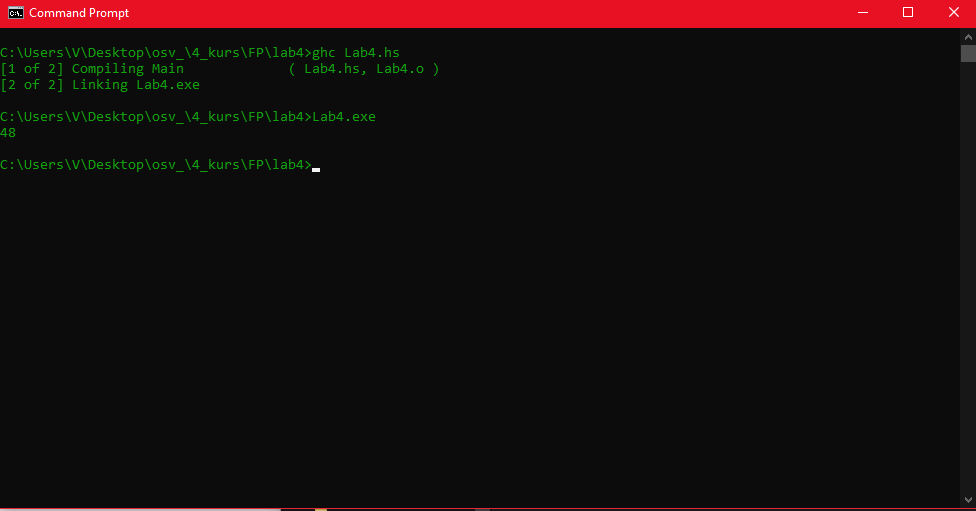 Command Prompt
C:\Users\V\Desktop\osv_\4_kurs\FP\lab4>ghc Lab4.hs
[1 of 2] Compiling Main             ( Lab4.hs, Lab4.o )
[2 of 2] Linking Lab4.exe
C:\Users\V\Desktop\osv_\4_kurs\FP\lab4>Lab4.exe
48
C:\Users\V\Desktop\osv_\4_kurs\FP\lab4>